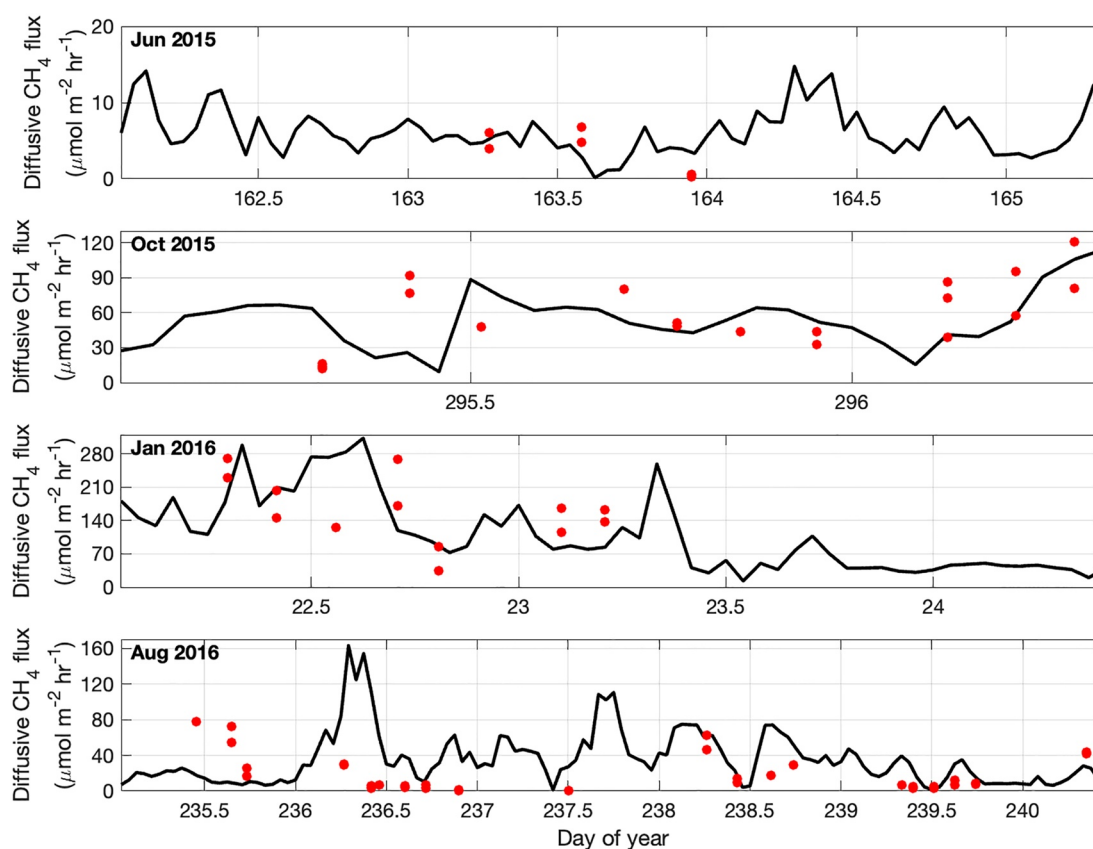 Jun 2015
Diffusive CH4 flux
(μmol m−2 hr−1)
20
10
0
162.5 163 163.5 164 164.5 165
Oct 2015
Diffusive CH4 flux
(μmol m−2 hr−1)
120
90
60
30
0
295.5 296
Jan 2016
Diffusive CH4 flux
(μmol m−2 hr−1)
280
210
140
70
0
22.5 23 23.5 24
Aug 2016
Diffusive CH4 flux
(μmol m−2 hr−1)
160
120
80
40
0
235.5 236 236.5 237 237.5 238 238.5 239 239.5 240
Day of year